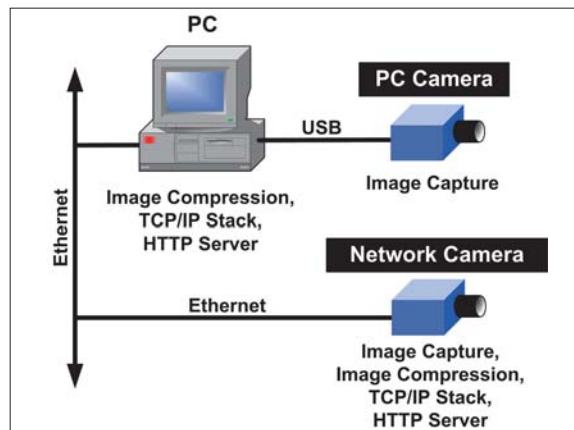 PC
PC Camera
USB
Image Capture
Image Compression,
TCP/IP Stack,
HTTP Server
Ethernet
Network Camera
Ethernet
Image Capture,
Image Compression,
TCP/IP Stack,
HTTP Server